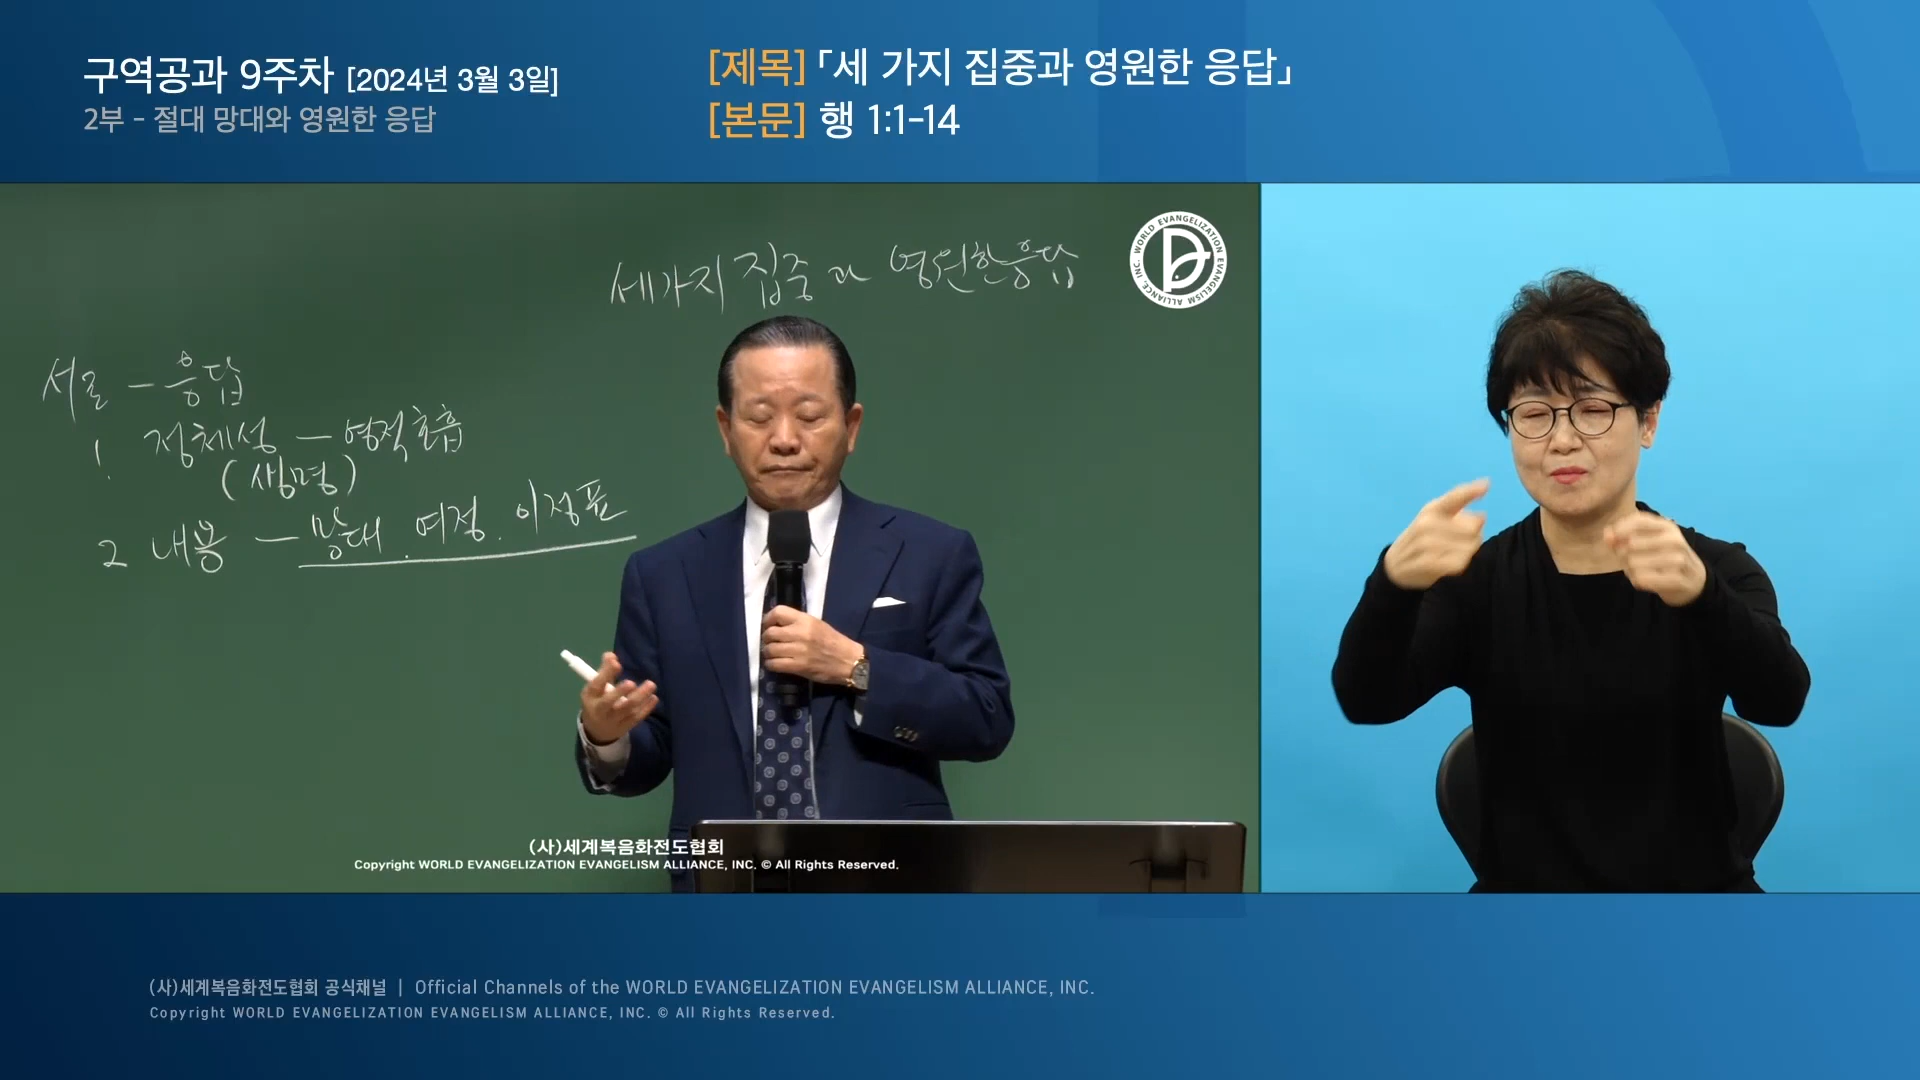 구역공과 9주차 [2024년 3월 3일]
2부 - 절대 망대와 영원한 응답
[제목] 「세 가지 집중과 영원한 응답」
[본문] 행 1:1-14
WORLD EVANGELIZATION EVANGELISM ALLIANCE, INC.
세가지 집중과 영원한응답
서론 - 응답
1. 정체성 - 영적호흡
(생명)
2 내용 - 망대. 여정. 이정표
(사)세계복음화전도협회
Copyright WORLD EVANGELIZATION EVANGELISM ALLIANCE, INC. © All Rights Reserved.
(사)세계복음화전도협회 공식채널 | Official Channels of the WORLD EVANGELIZATION EVANGELISM ALLIANCE, INC.
Copyright WORLD EVANGELIZATION EVANGELISM ALLIANCE, INC. © All Rights Reserved.